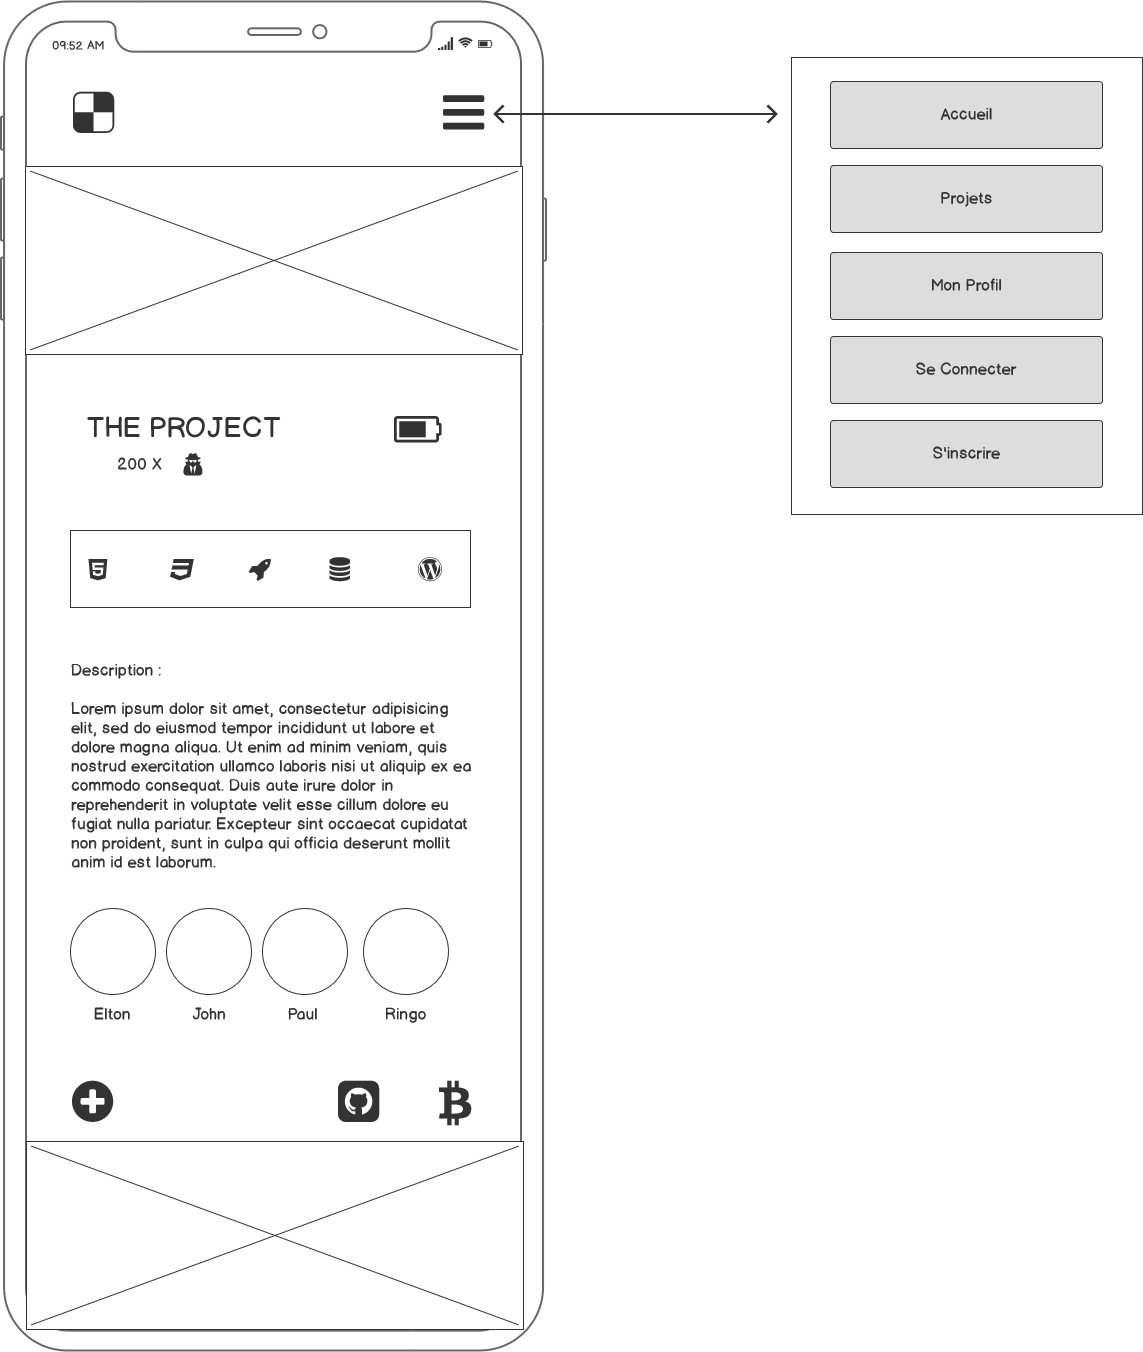 09:52 AM
Accueil
Projets
Mon Profil
Se Connecter
S'inscrire
THE PROJECT
200 X
Description :
Lorem ipsum dolor sit amet, consectetur adipisicing
elit, sed do eiusmod tempor incididunt ut labore et
dolore magna aliqua. Ut enim ad minim veniam, quis
nostrud exercitation ullamco laboris nisi ut aliquip ex ea
commodo consequat. Duis aute irure dolor in
reprehenderit in voluptate velit esse cillum dolore eu
fugiat nulla pariatur. Excepteur sint occaecat cupidatat
non proident, sunt in culpa qui officia deserunt mollit
anim id est laborum.
Elton John Paul Ringo